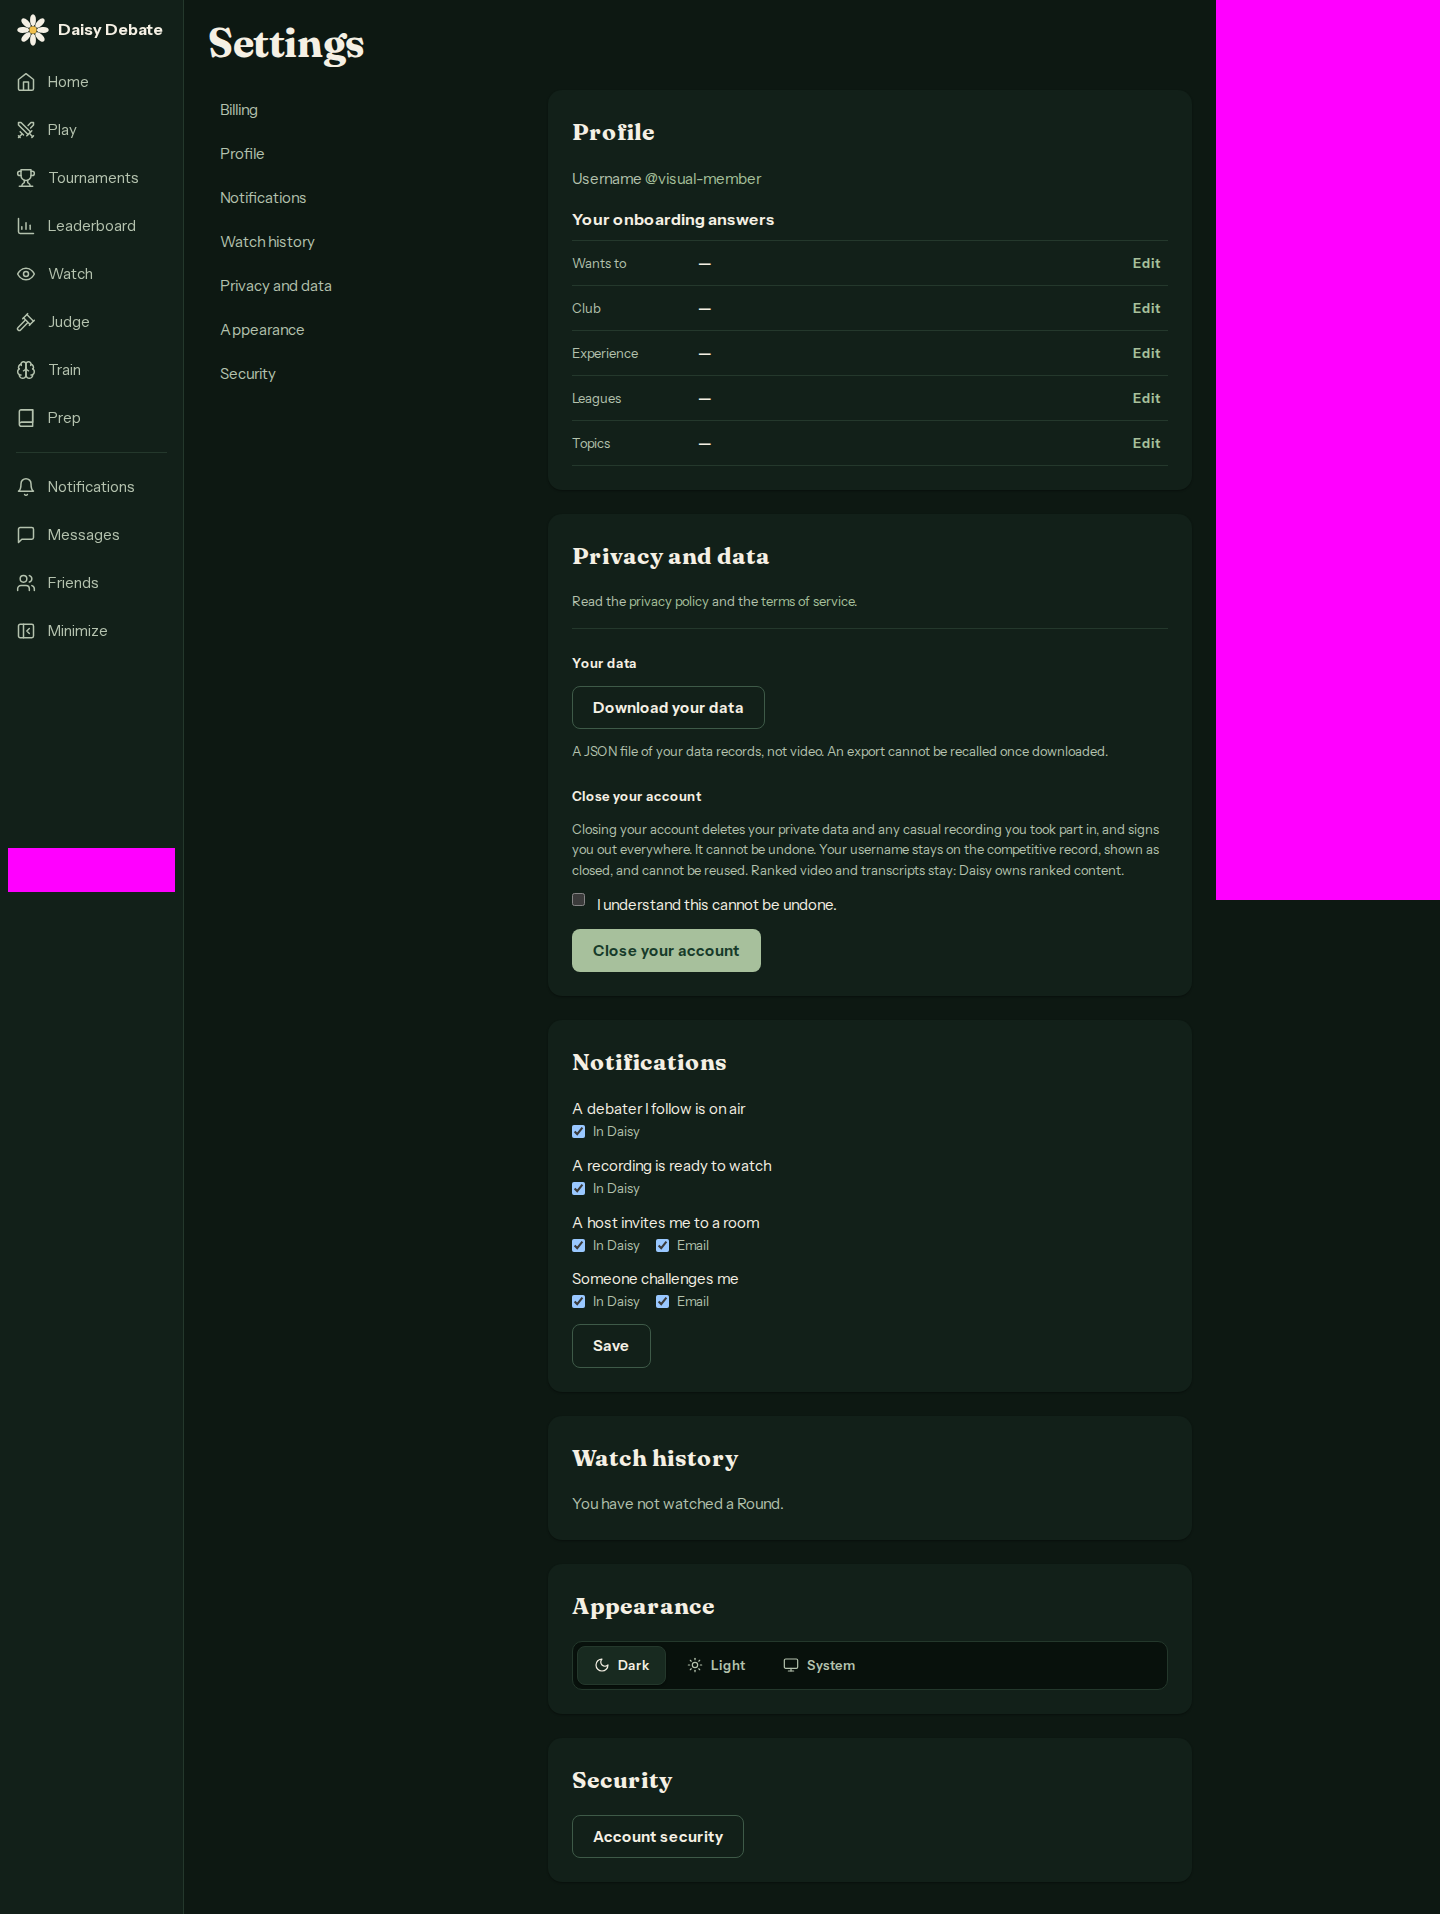 Daisy Debate
Home
Play
Tournaments
Leaderboard
Watch
Judge
Train
Prep
Notifications
Messages
Friends
Minimize
Settings
Billing
Profile
Notifications
Watch history
Privacy and data
Appearance
Security
Profile
Username @visual-member
Your onboarding answers
Wants to — Edit
Club — Edit
Experience — Edit
Leagues — Edit
Topics — Edit
Privacy and data
Read the privacy policy and the terms of service.
Your data
Download your data
A JSON file of your data records, not video. An export cannot be recalled once downloaded.
Close your account
Closing your account deletes your private data and any casual recording you took part in, and signs
you out everywhere. It cannot be undone. Your username stays on the competitive record, shown as
closed, and cannot be reused. Ranked video and transcripts stay: Daisy owns ranked content.
I understand this cannot be undone.
Close your account
Notifications
A debater I follow is on air
In Daisy
A recording is ready to watch
In Daisy
A host invites me to a room
In Daisy Email
Someone challenges me
In Daisy Email
Save
Watch history
You have not watched a Round.
Appearance
Dark Light System
Security
Account security